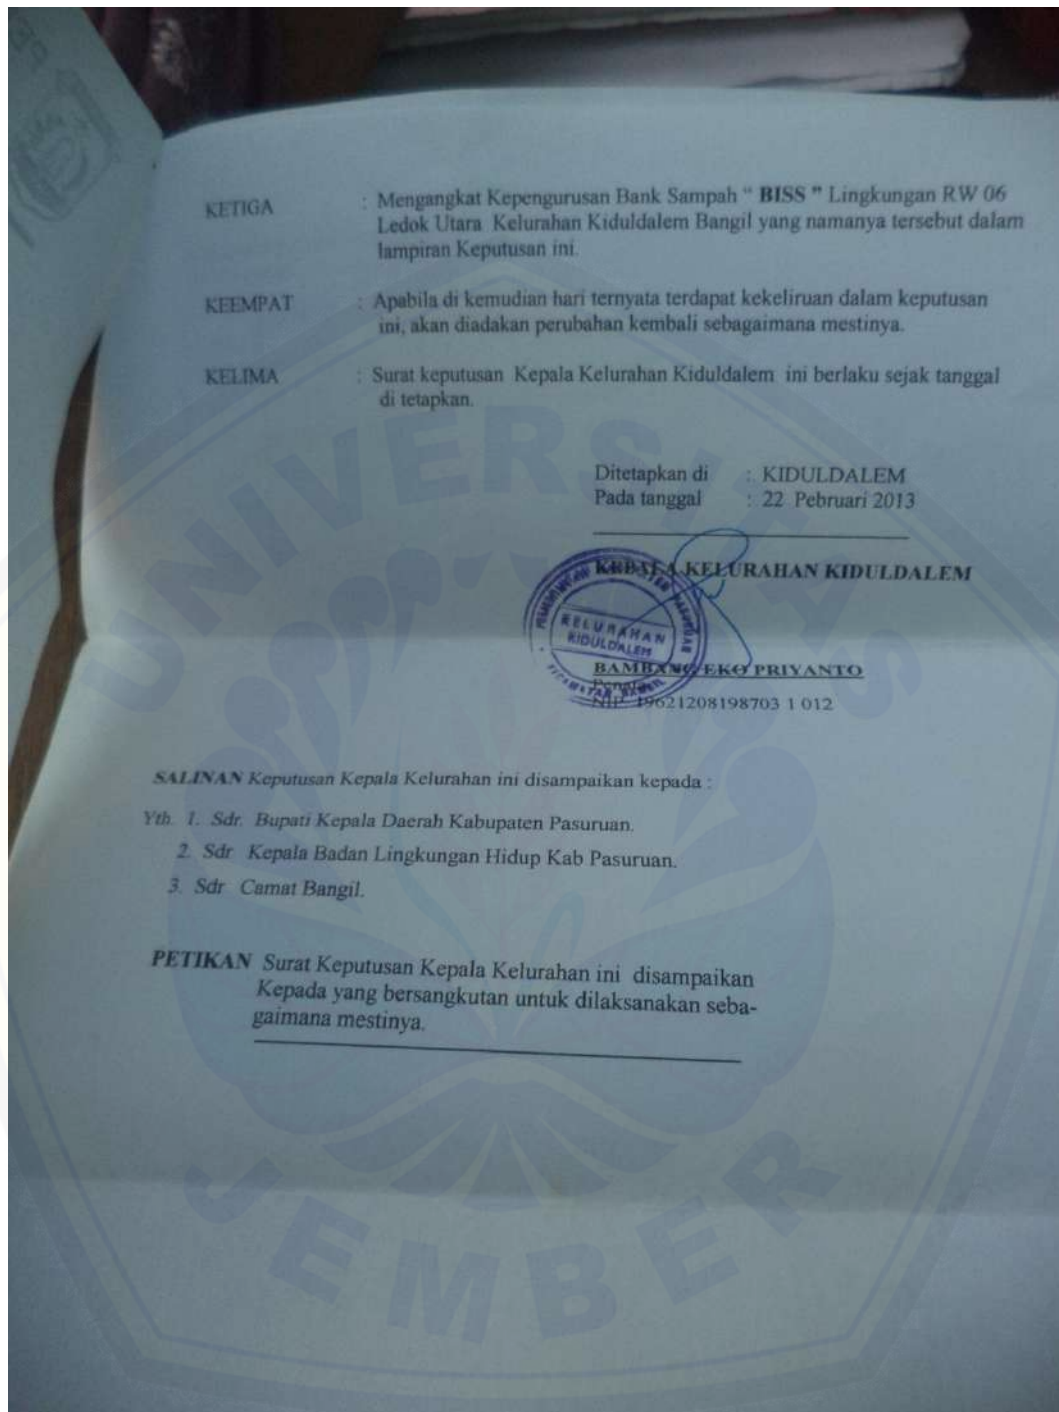 KETIGA : Mengangkat Kepengurusan Bank Sampah “ BISS ” Lingkungan RW 06
Ledok Utara Kelurahan Kiduldalem Bangil yang namanya tersebut dalam
lampiran Keputusan ini.
KEEMPAT : Apabila di kemudian hari ternyata terdapat kekeliruan dalam keputusan
ini, akan diadakan perubahan kembali sebagaimana mestinya.
KELIMA : Surat keputusan Kepala Kelurahan Kiduldalem ini berlaku sejak tanggal
di tetapkan.
Ditetapkan di : KIDULDALEM
Pada tanggal : 22 Pebruari 2013
KEPALA KELURAHAN KIDULDALEM
KELURAHAN
KIDULDALEM
BAMBANG EKO PRIYANTO
Penata
NIP 19621208198703 1 012
SALINAN Keputusan Kepala Kelurahan ini disampaikan kepada :
Yth. 1. Sdr. Bupati Kepala Daerah Kabupaten Pasuruan.
2. Sdr Kepala Badan Lingkungan Hidup Kab Pasuruan.
3. Sdr Camat Bangil.
PETIKAN Surat Keputusan Kepala Kelurahan ini disampaikan
Kepada yang bersangkutan untuk dilaksanakan seba-
gaimana mestinya.
UNIVERSITAS
JEMBER